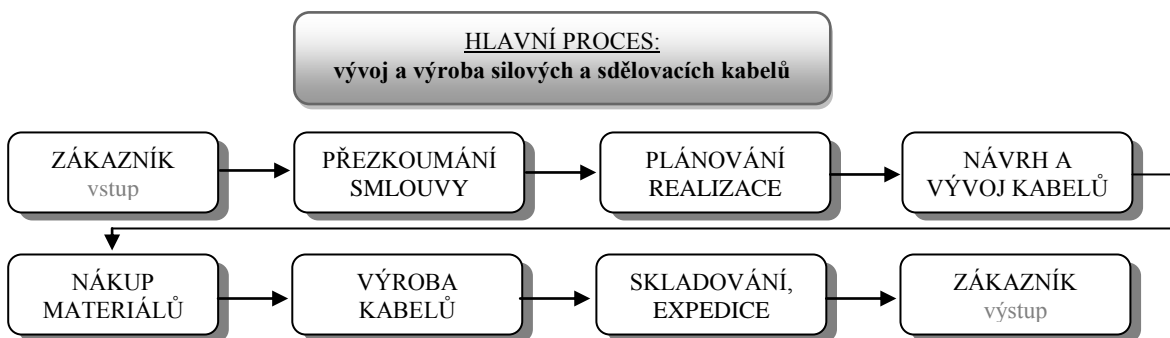 HLAVNÍ PROCES:
vývoj a výroba silových a sdělovacích kabelů
ZÁKAZNÍK
vstup
PŘEZKOUMÁNÍ
SMLOUVY
PLÁNOVÁNÍ
REALIZACE
NÁVRH A
VÝVOJ KABELŮ
NÁKUP
MATERIÁLŮ
VÝROBA
KABELŮ
SKLADOVÁNÍ,
EXPEDICE
ZÁKAZNÍK
výstup